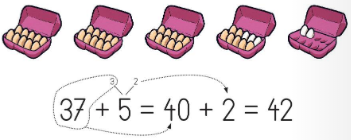 3 2
37 + 5 = 40 + 2 = 42